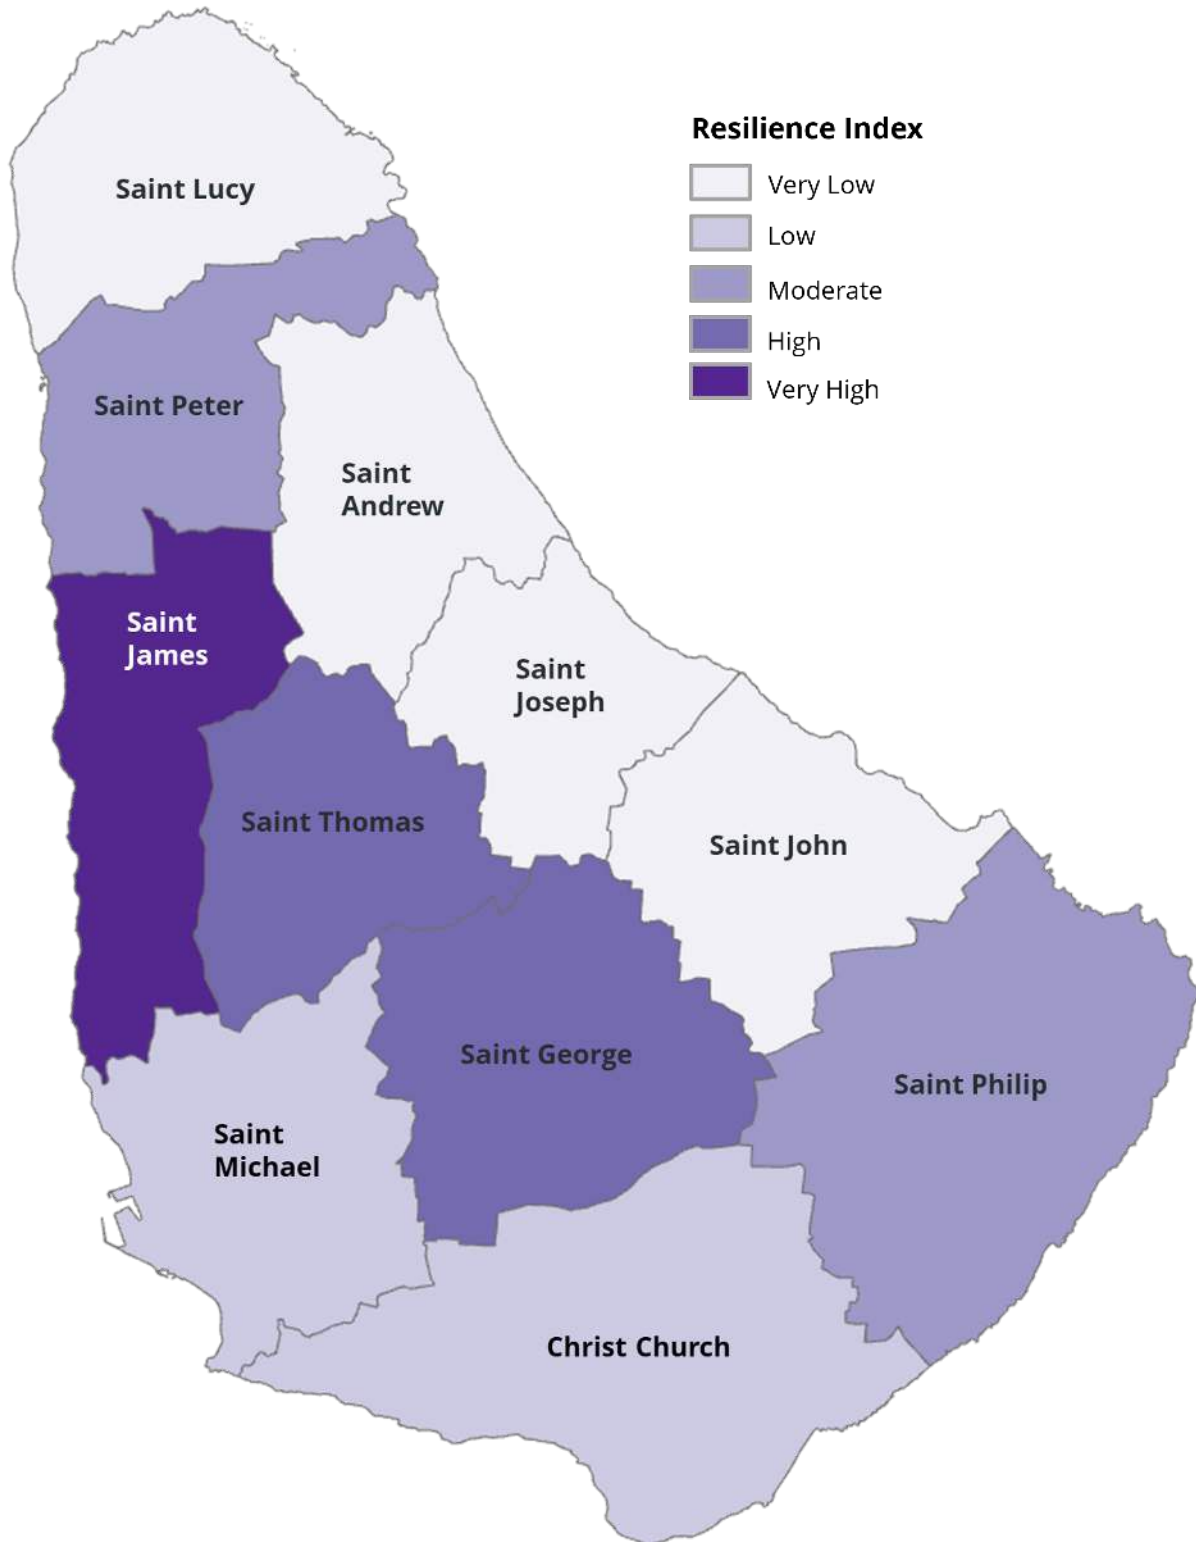 Resilience Index
Very Low
Low
Moderate
High
Very High
Saint Lucy
Saint Peter
Saint
Andrew
Saint
James
Saint
Joseph
Saint Thomas
Saint John
Saint George
Saint Philip
Saint
Michael
Christ Church